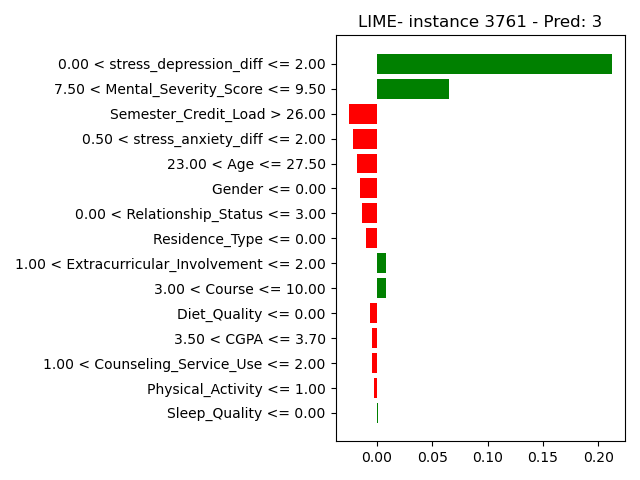 LIME- instance 3761 - Pred: 3
0.00 < stress_depression_diff <= 2.00
7.50 < Mental_Severity_Score <= 9.50
Semester_Credit_Load > 26.00
0.50 < stress_anxiety_diff <= 2.00
23.00 < Age <= 27.50
Gender <= 0.00
0.00 < Relationship_Status <= 3.00
Residence_Type <= 0.00
1.00 < Extracurricular_Involvement <= 2.00
3.00 < Course <= 10.00
Diet_Quality <= 0.00
3.50 < CGPA <= 3.70
1.00 < Counseling_Service_Use <= 2.00
Physical_Activity <= 1.00
Sleep_Quality <= 0.00
0.00 0.05 0.10 0.15 0.20